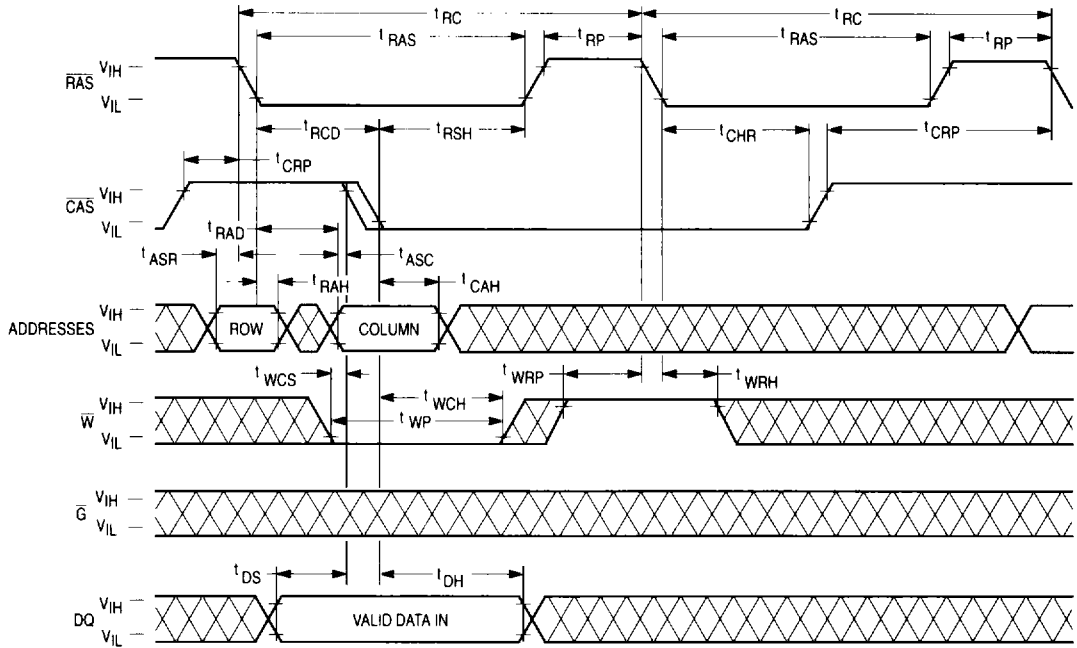 tRC tRC
tRAS tRP tRAS tRP
RAS VIH
VIL
tRCD tRSH tCHR tCRP
tCRP
CAS VIH
VIL
tRAD
tASR tASC
tRAH tCAH
ADDRESSES VIH
VIL
ROW COLUMN
tWCS tWCH tWRP tWRH
tWP
W VIH
VIL
G VIH
VIL
tDS tDH
DQ VIH
VIL
VALID DATA IN